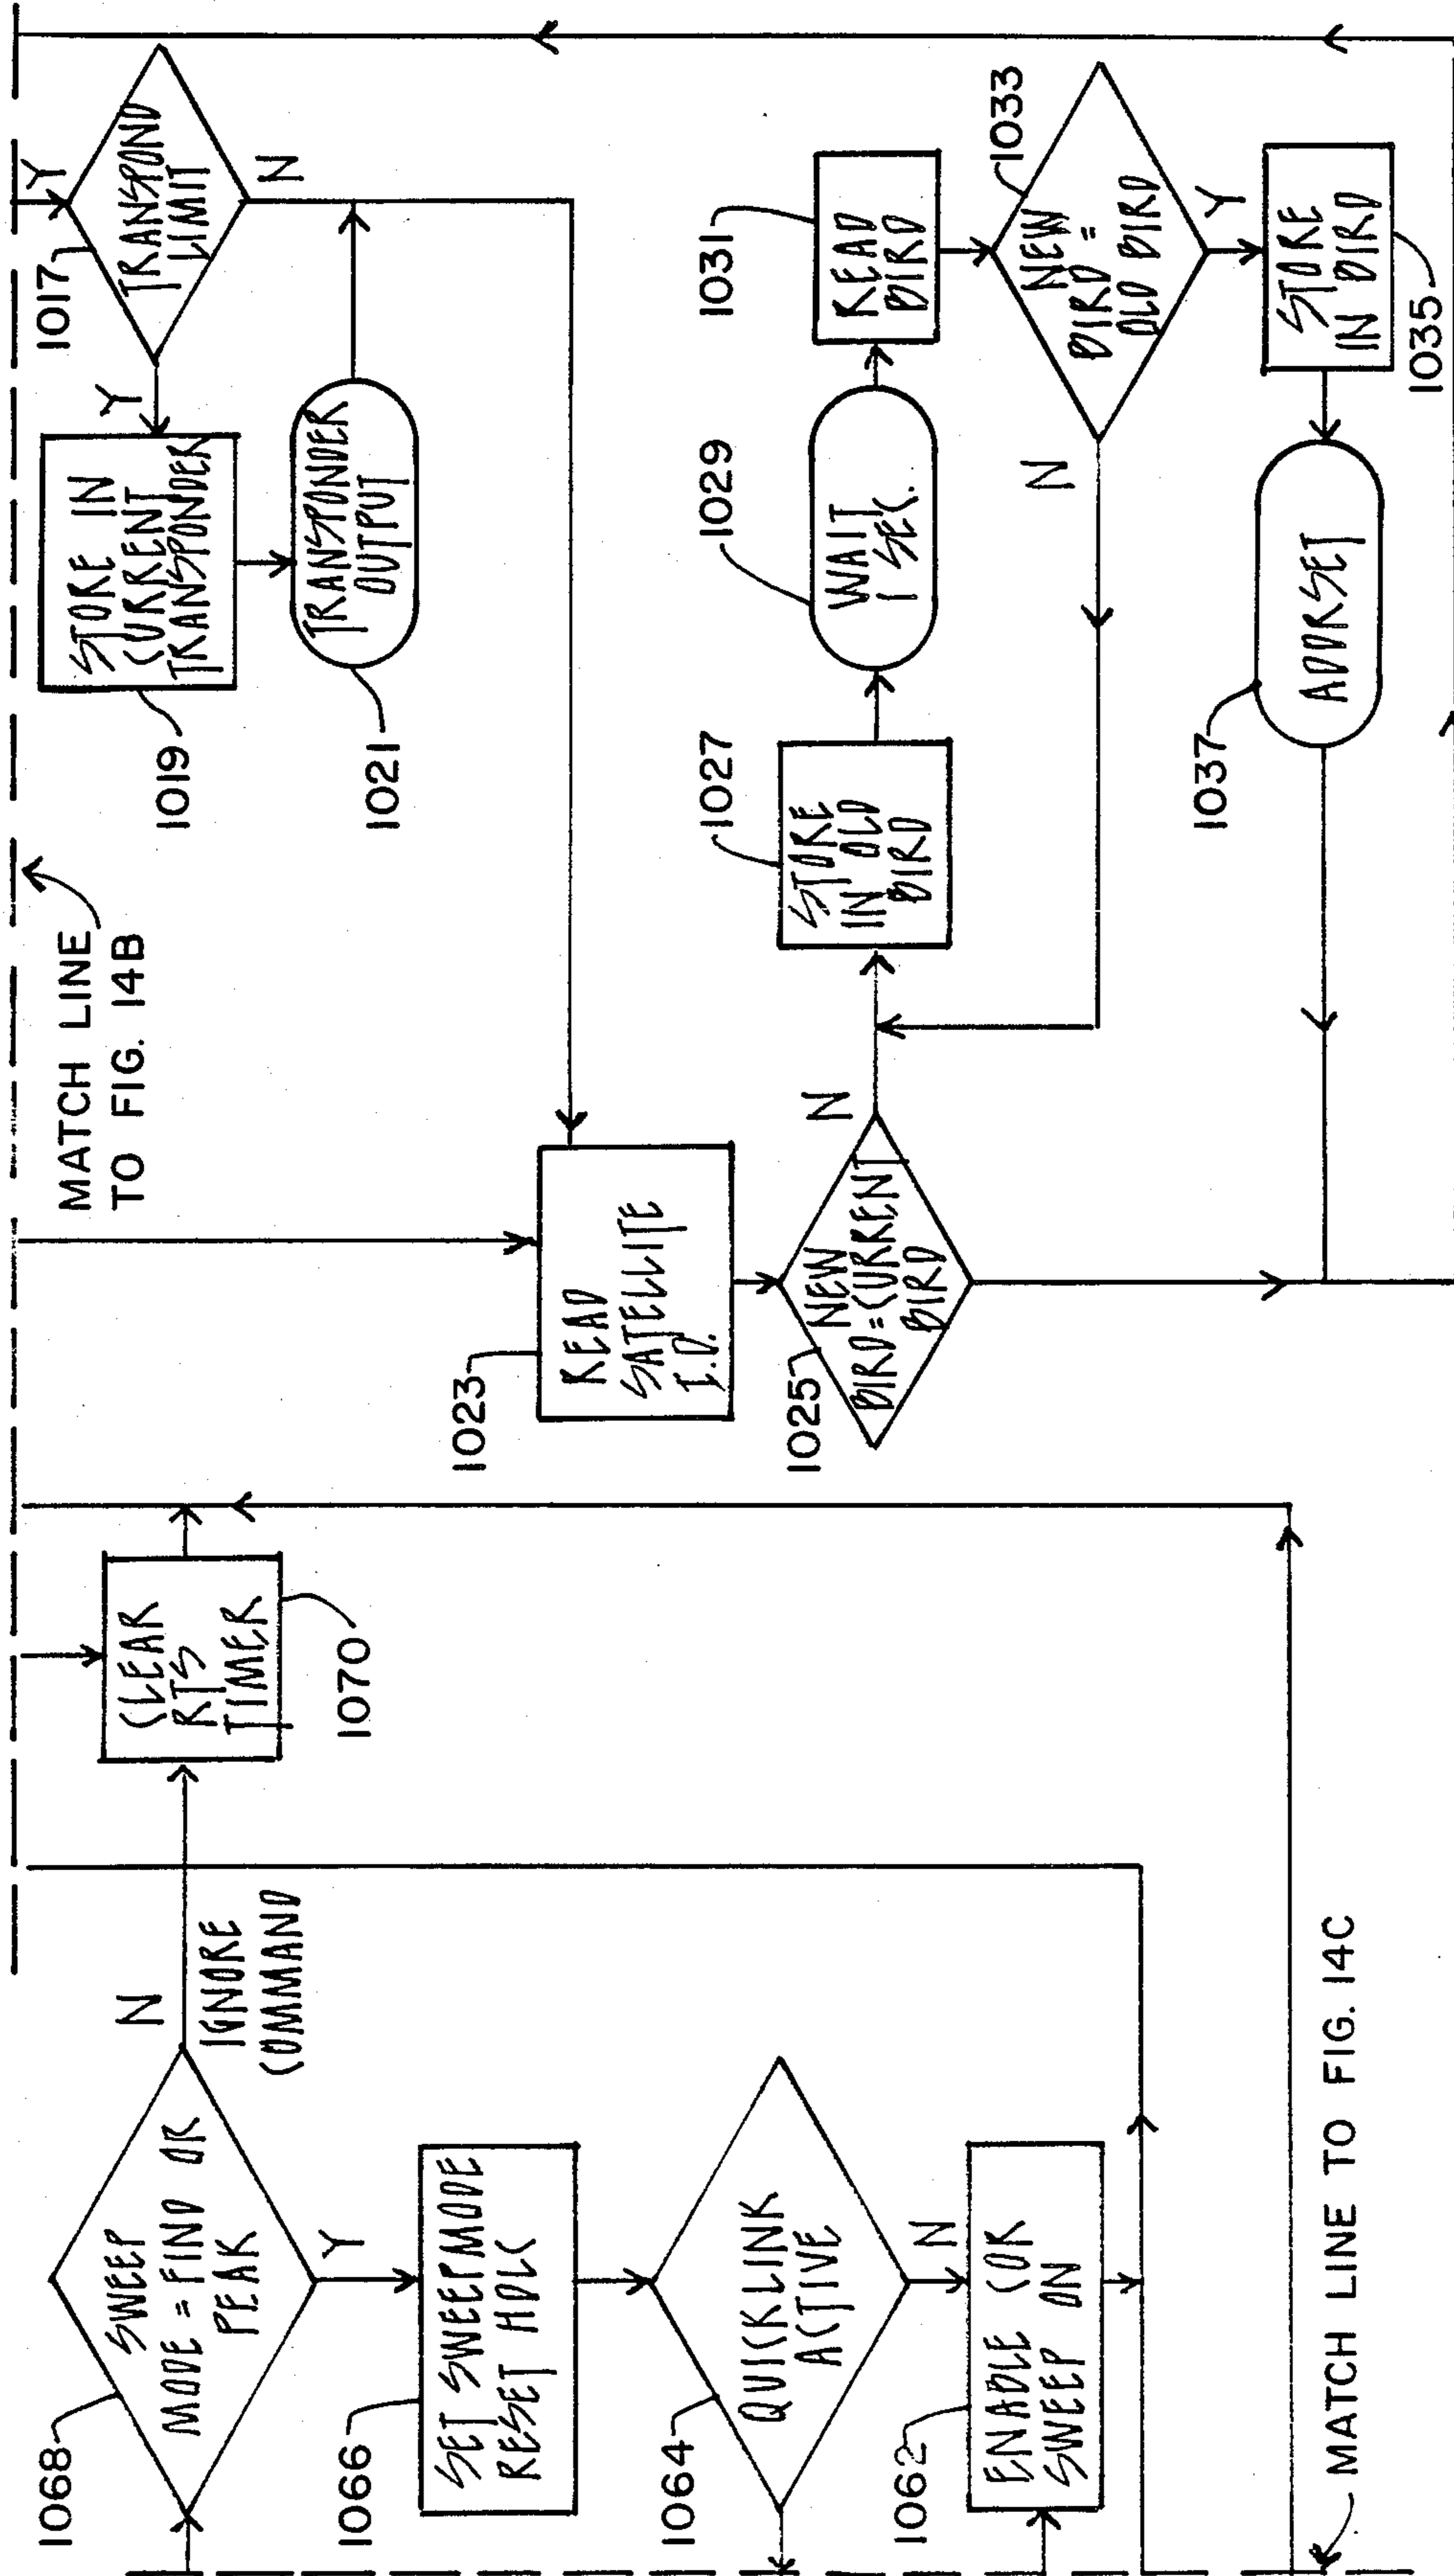 1068
SWEEP
MODE = FIND OR
PEAK
N
IGNORE
COMMAND
Y
1066
SET SWEEPMODE
RESET HDLC
1064
QUICKLINK
ACTIVE
N
1062
ENABLE COR
SWEEP ON
MATCH LINE TO FIG. 14C
CLEAR
RTS
TIMER
1070
MATCH LINE
TO FIG. 14B
1023
READ
SATELLITE
I.D.
1025
NEW
BIRD = CURRENT
BIRD
N
1027
STORE
IN OLD
BIRD
1029
WAIT
1 SEC.
1031
READ
BIRD
1033
NEW
BIRD =
OLD BIRD
N
Y
STORE
IN BIRD
1035
1037
ADDRSET
Y
1017
TRANSPOND
LIMIT
N
Y
STORE IN
CURRENT
TRANSPONDER
1019
TRANSPONDER
OUTPUT
1021